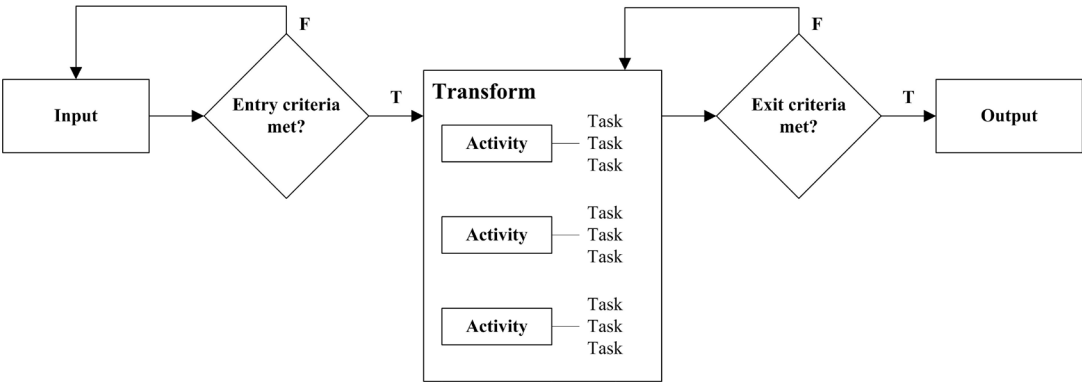 F
Input
Entry criteria
met?
T
Transform
Activity
Task
Task
Task
Activity
Task
Task
Task
Activity
Task
Task
Task
F
Exit criteria
met?
T
Output